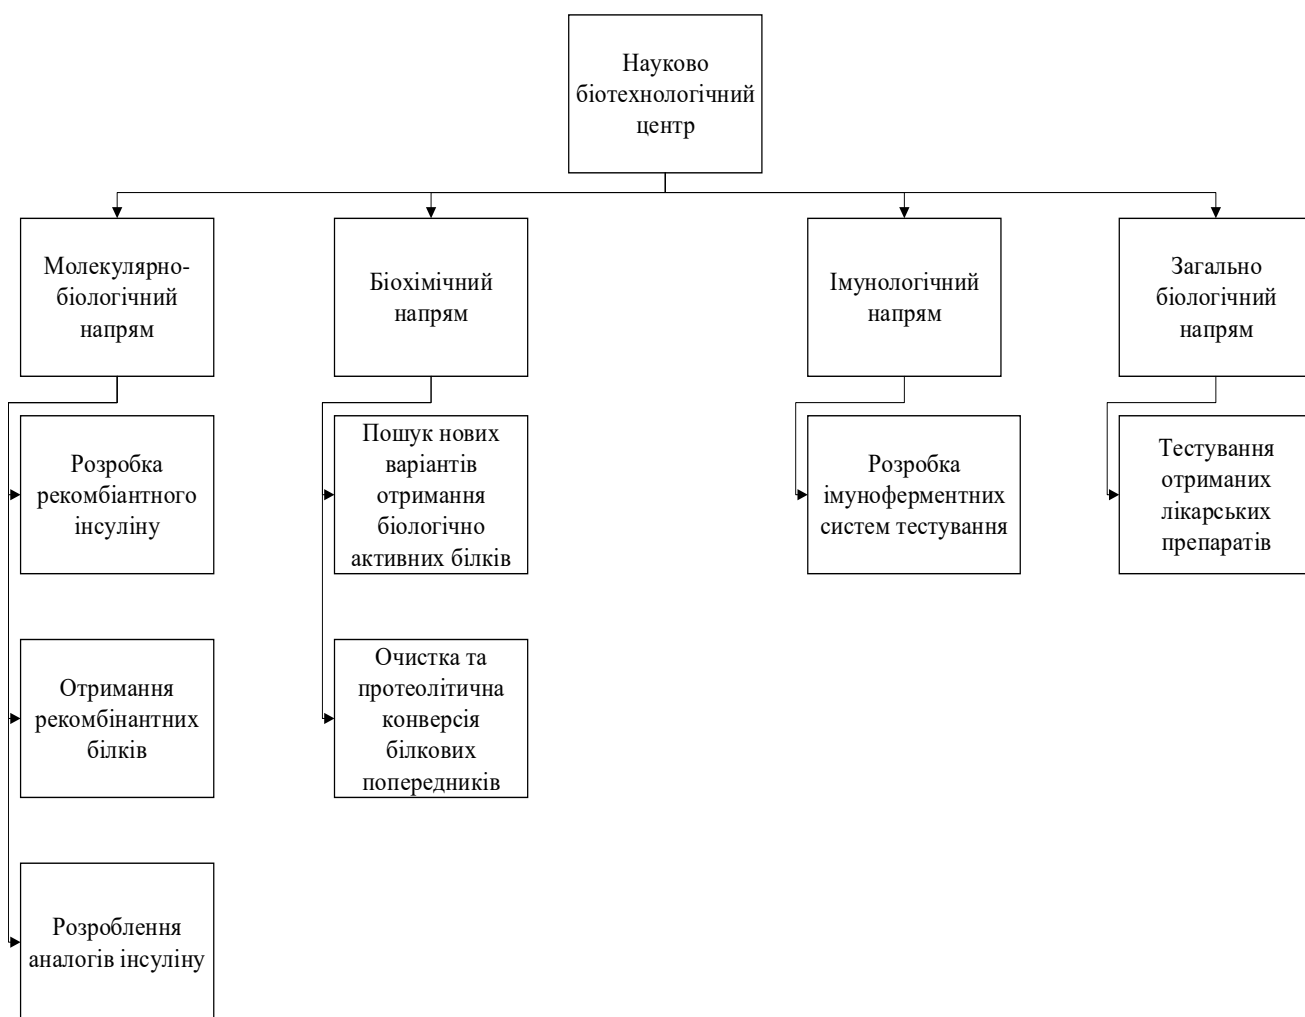 Науково
біотехнологічний
центр
Молекулярно-
біологічний
напрям
Біохімічний
напрям
Імунологічний
напрям
Загально
біологічний
напрям
Розробка
рекомбіантного
інсуліну
Пошук нових
варіантів
отримання
біологічно
активних білків
Розробка
імуноферментних
систем тестування
Тестування
отриманих
лікарських
препаратів
Отримання
рекомбінантних
білків
Очистка та
протеолітична
конверсія
білкових
попередників
Розроблення
аналогів інсуліну